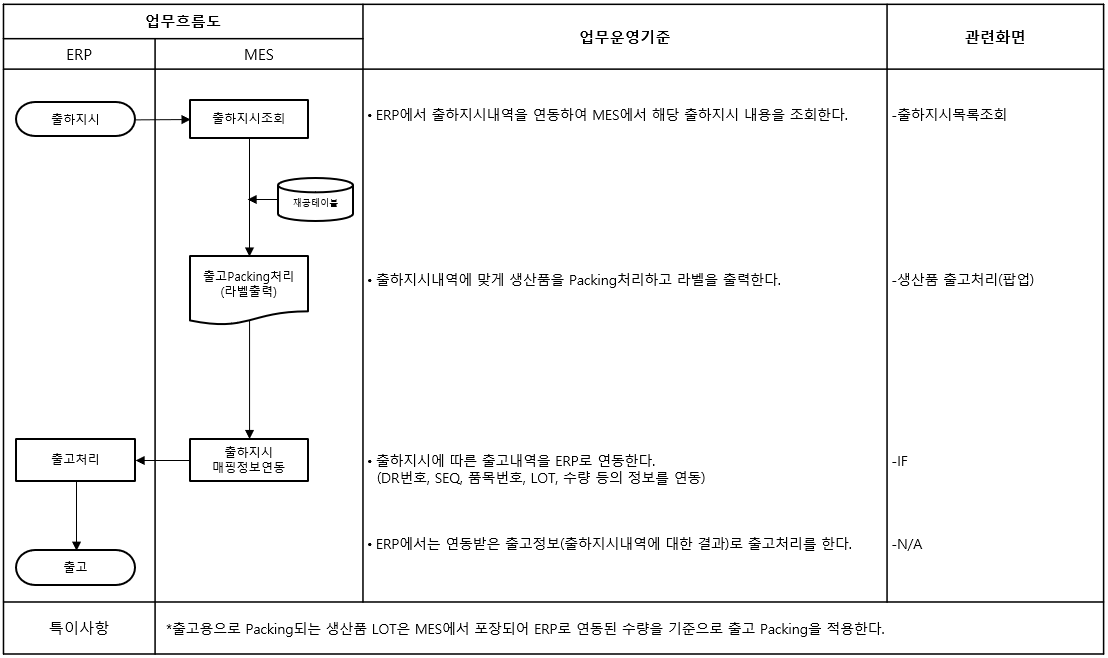 업무흐름도
업무운영기준
관련화면
ERP
MES
출하지시
출하지시조회
• ERP에서 출하지시내역을 연동하여 MES에서 해당 출하지시 내용을 조회한다.
-출하지시목록조회
재공테이블
출고Packing처리
(라벨출력)
• 출하지시내역에 맞게 생산품을 Packing처리하고 라벨을 출력한다.
-생산품 출고처리(팝업)
출고처리
출하지시
매핑정보연동
• 출하지시에 따른 출고내역을 ERP로 연동한다.
(DR번호, SEQ, 품목번호, LOT, 수량 등의 정보를 연동)
-IF
출고
• ERP에서는 연동받은 출고정보(출하지시내역에 대한 결과)로 출고처리를 한다.
-N/A
특이사항
*출고용으로 Packing되는 생산품 LOT은 MES에서 포장되어 ERP로 연동된 수량을 기준으로 출고 Packing을 적용한다.